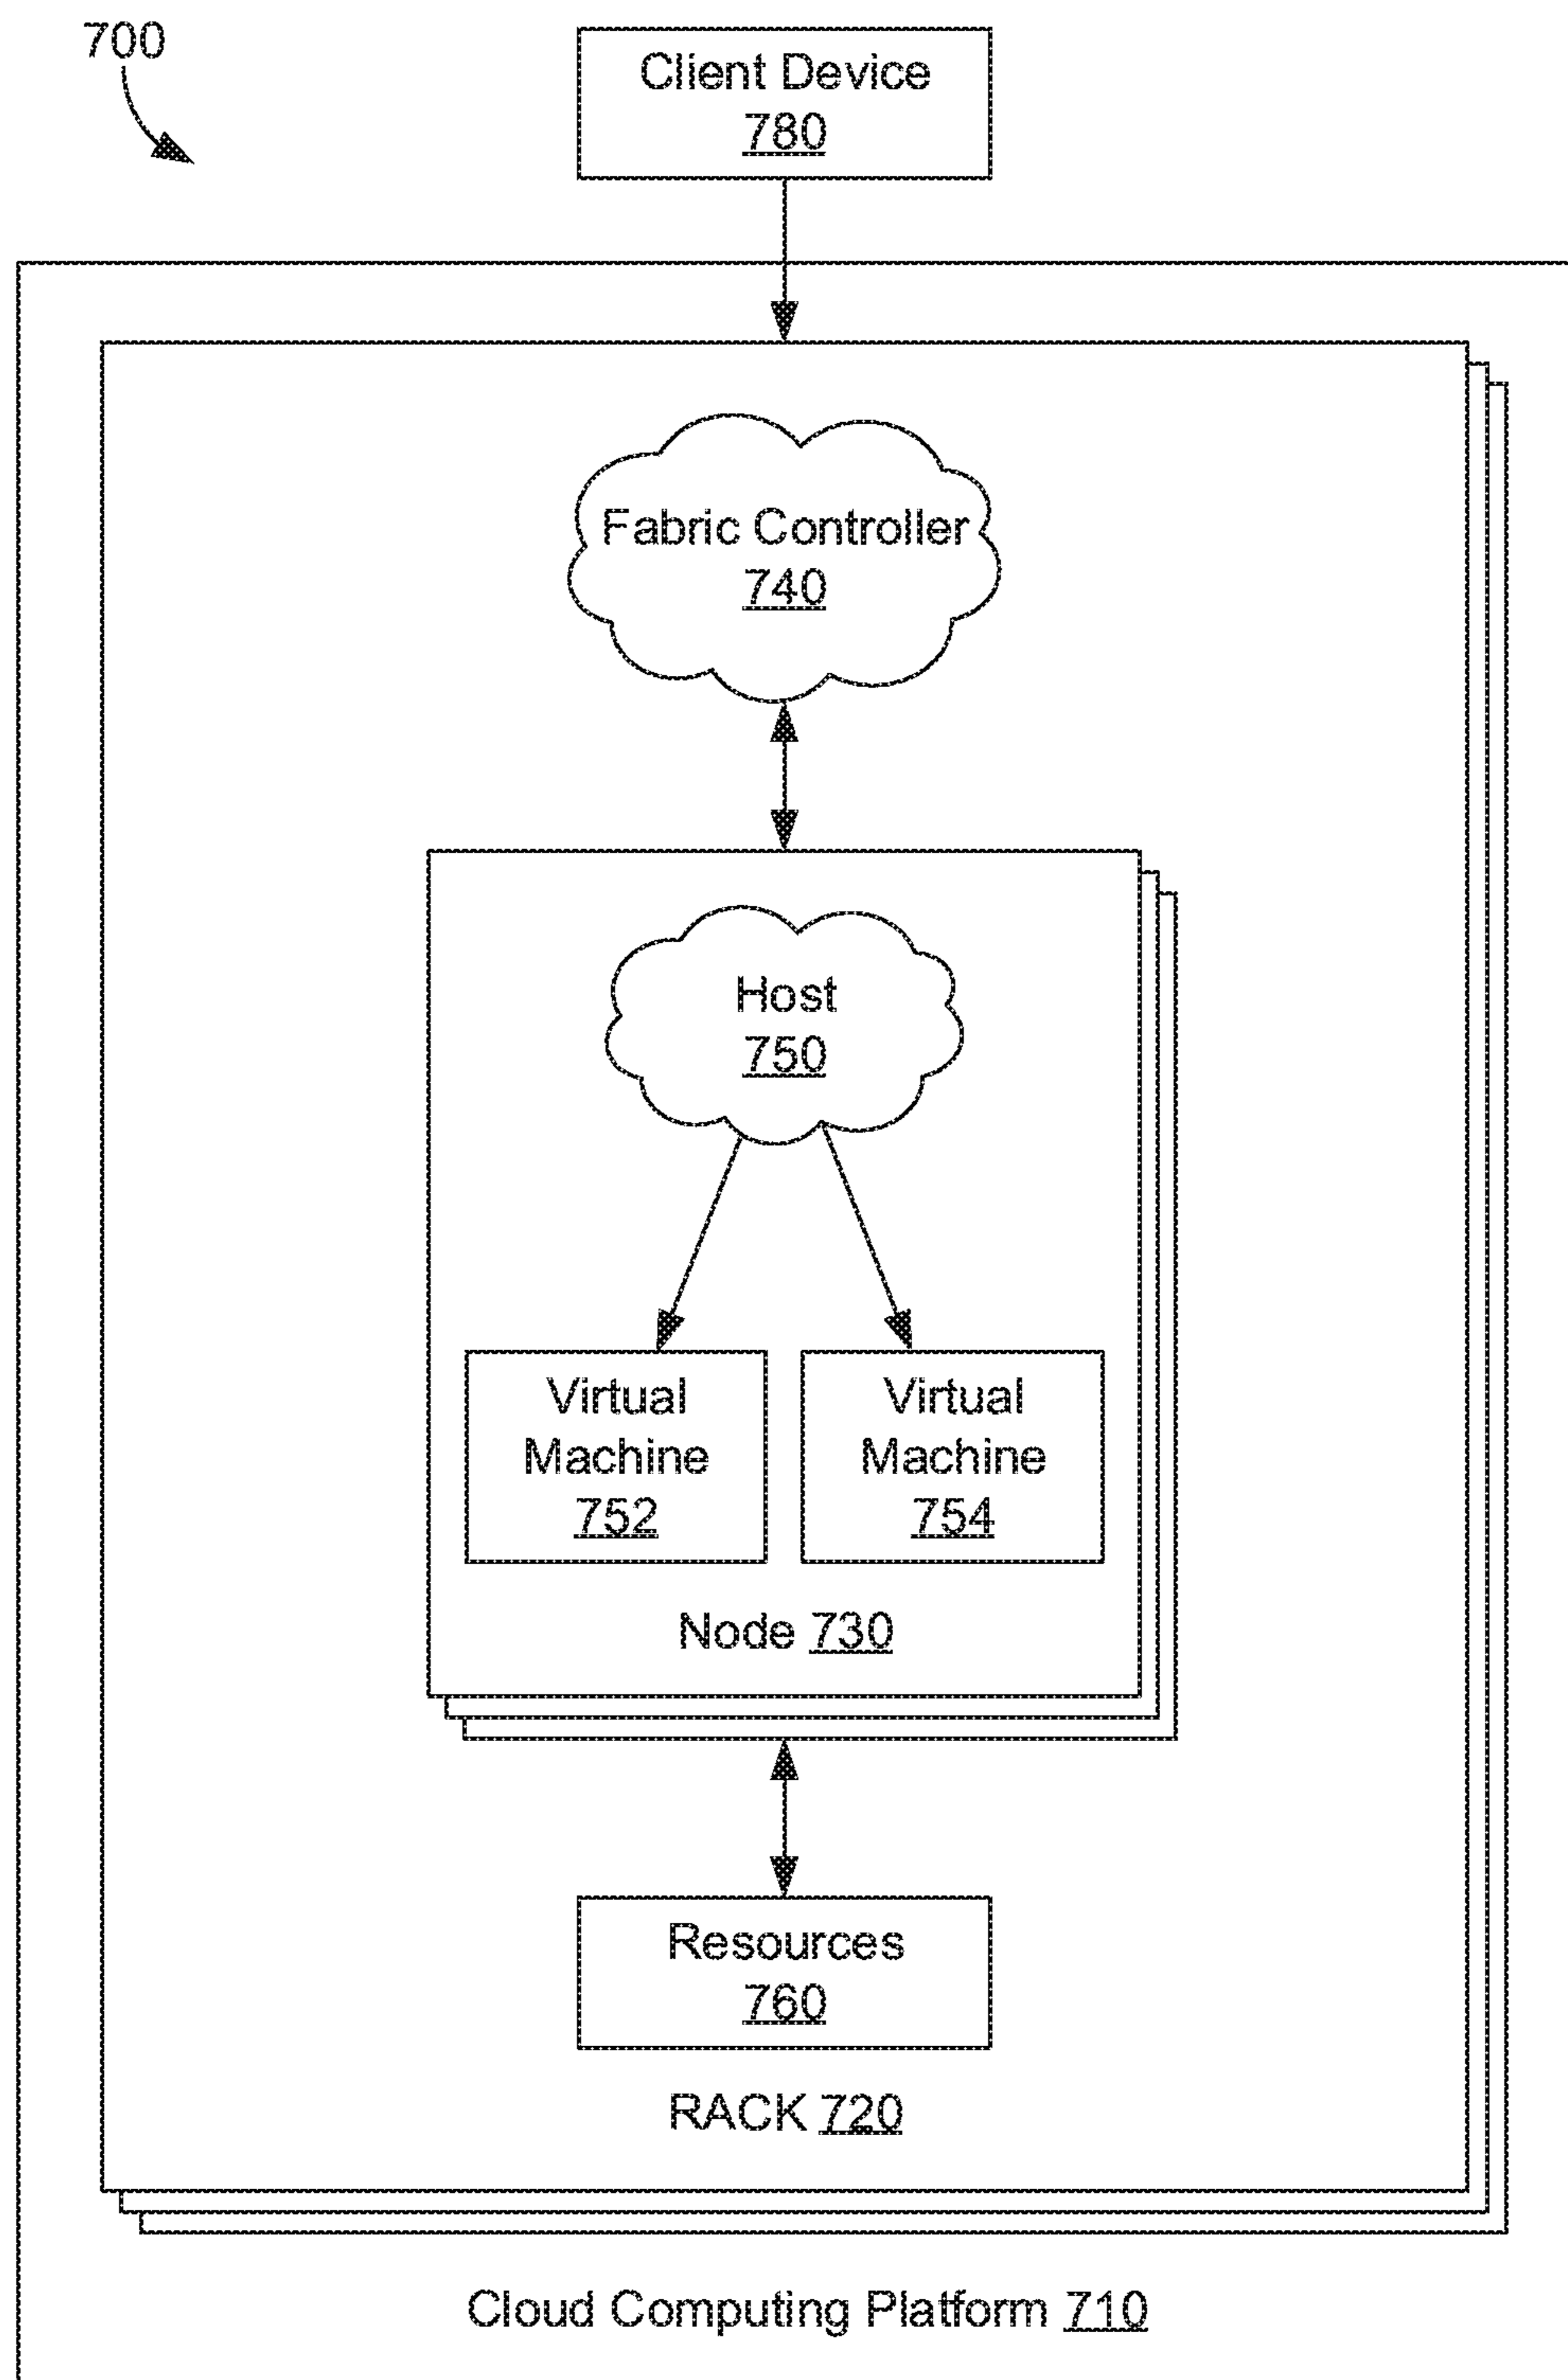 700
Client Device
780
Fabric Controller
740
Host
750
Virtual
Machine
752
Virtual
Machine
754
Node 730
Resources
760
RACK 720
Cloud Computing Platform 710